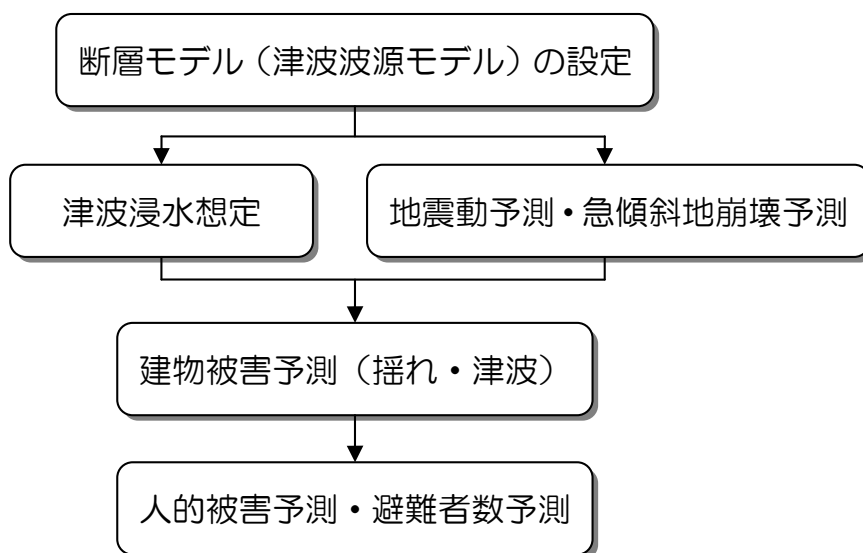 断層モデル（津波波源モデル）の設定
津波浸水想定
地震動予測・急傾斜地崩壊予測
建物被害予測（揺れ・津波）
人的被害予測・避難者数予測